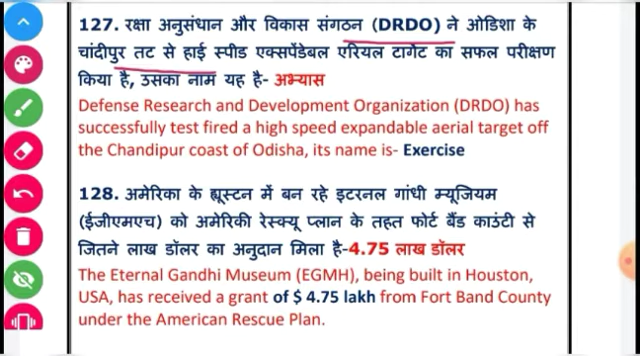 127. रक्षा अनुसंधान और विकास संगठन (DRDO) ने ओडिशा के
चांदीपुर तट से हाई स्पीड एक्सपेंडेबल एरियल टार्गेट का सफल परीक्षण
किया है, उसका नाम यह है- अभ्यास
Defense Research and Development Organization (DRDO) has
successfully test fired a high speed expandable aerial target off
the Chandipur coast of Odisha, its name is- Exercise
128. अमेरिका के ह्यूस्टन में बन रहे इटरनल गांधी म्यूजियम
(ईजीएमएच) को अमेरिकी रेस्क्यू प्लान के तहत फोर्ट बैंड काउंटी से
जितने लाख डॉलर का अनुदान मिला है-4.75 लाख डॉलर
The Eternal Gandhi Museum (EGMH), being built in Houston,
USA, has received a grant of $ 4.75 lakh from Fort Band County
under the American Rescue Plan.